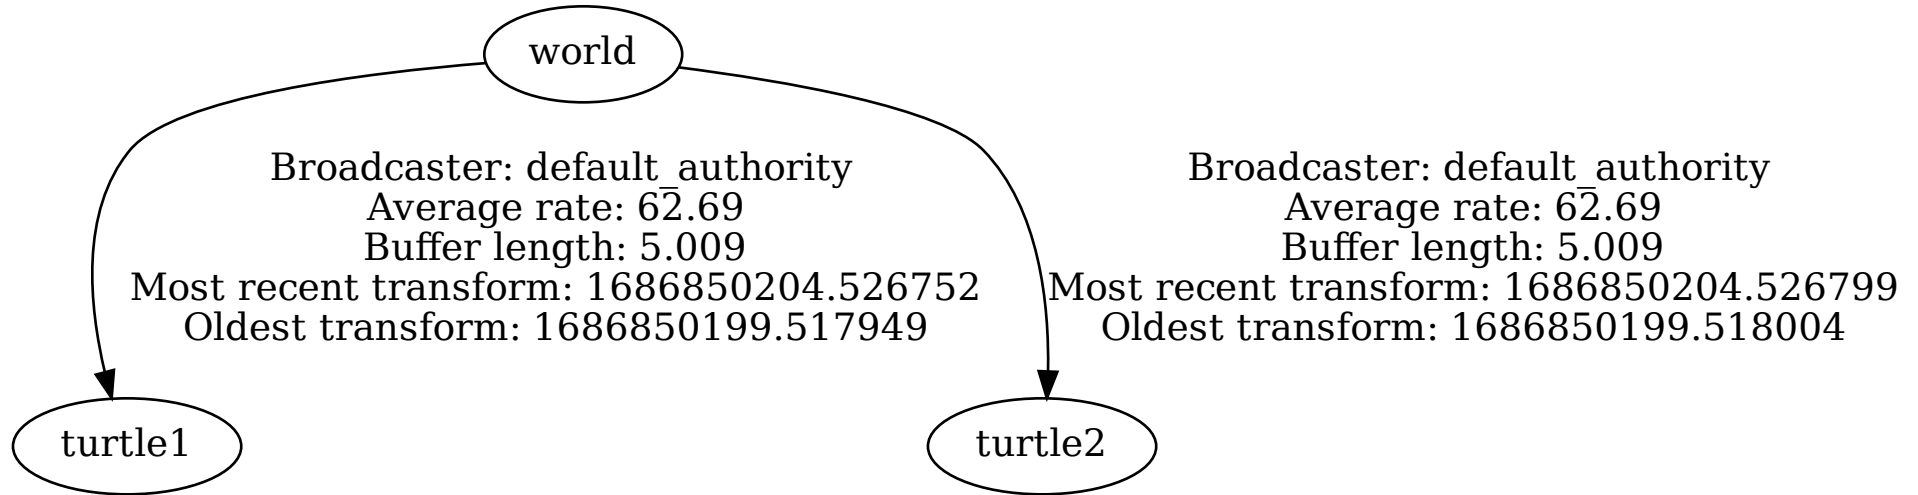 world
Broadcaster: default_authority
Average rate: 62.69
Buffer length: 5.009
Most recent transform: 1686850204.526752
Oldest transform: 1686850199.517949
Broadcaster: default_authority
Average rate: 62.69
Buffer length: 5.009
Most recent transform: 1686850204.526799
Oldest transform: 1686850199.518004
turtle1
turtle2